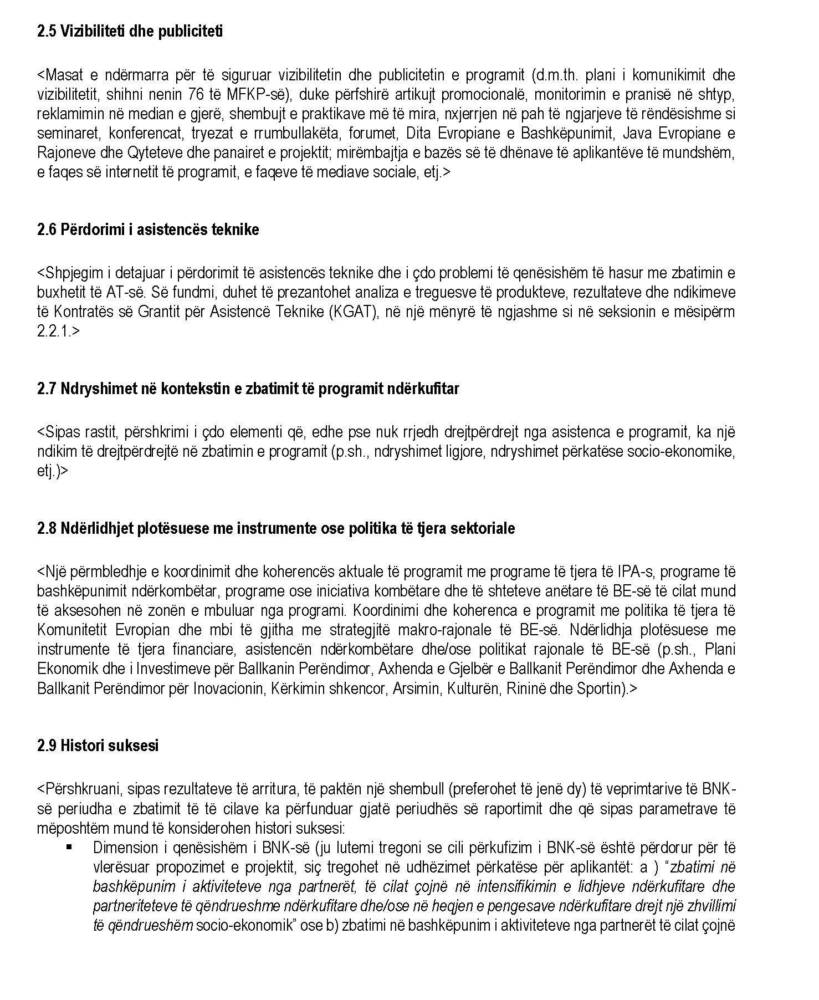 2.5 Vizibiliteti dhe publiciteti
<Masat e ndërmarra për të siguruar vizibilitetin dhe publicitetin e programit (d.m.th. plani i komunikimit dhe
vizibilitetit, shihni nenin 76 të MFKP-së), duke përfshirë artikujt promocionalë, monitorimin e pranisë në shtyp,
reklamimin në median e gjerë, shembujt e praktikave më të mira, nxjerrjen në pah të ngjarjeve të rëndësishme si
seminaret, konferencat, tryezat e rrumbullakëta, forumet, Dita Evropiane e Bashkëpunimit, Java Evropiane e
Rajoneve dhe Qyteteve dhe panairet e projektit; mirëmbajtja e bazës së të dhënave të aplikantëve të mundshëm,
e faqes së internetit të programit, e faqeve të mediave sociale, etj.>
2.6 Përdorimi i asistencës teknike
<Shpjegim i detajuar i përdorimit të asistencës teknike dhe i çdo problemi të qenësishëm të hasur me zbatimin e
buxhetit të AT-së. Së fundmi, duhet të prezantohet analiza e treguesve të produkteve, rezultateve dhe ndikimeve
të Kontratës së Grantit për Asistencë Teknike (KGAT), në një mënyrë të ngjashme si në seksionin e mësipërm
2.2.1.>
2.7 Ndryshimet në kontekstin e zbatimit të programit ndërkufitar
<Sipas rastit, përshkrimi i çdo elementi që, edhe pse nuk rrjedh drejtpërdrejt nga asistenca e programit, ka një
ndikim të drejtpërdrejtë në zbatimin e programit (p.sh., ndryshimet ligjore, ndryshimet përkatëse socio-ekonomike,
etj.)>
2.8 Ndërlidhjet plotësuese me instrumente ose politika të tjera sektoriale
<Një përmbledhje e koordinimit dhe koherencës aktuale të programit me programe të tjera të IPA-s, programe të
bashkëpunimit ndërkombëtar, programe ose iniciativa kombëtare dhe të shteteve anëtare të BE-së të cilat mund
të aksesohen në zonën e mbuluar nga programi. Koordinimi dhe koherenca e programit me politika të tjera të
Komunitetit Evropian dhe mbi të gjitha me strategjitë makro-rajonale të BE-së. Ndërlidhja plotësuese me
instrumente të tjera financiare, asistencën ndërkombëtare dhe/ose politikat rajonale të BE-së (p.sh., Plani
Ekonomik dhe i Investimeve për Ballkanin Perëndimor, Axhenda e Gjelbër e Ballkanit Perëndimor dhe Axhenda e
Ballkanit Perëndimor për Inovacionin, Kërkimin shkencor, Arsimin, Kulturën, Rininë dhe Sportin).>
2.9 Histori suksesi
<Përshkruani, sipas rezultateve të arritura, të paktën një shembull (preferohet të jenë dy) të veprimtarive të BNK-
së periudha e zbatimit të të cilave ka përfunduar gjatë periudhës së raportimit dhe që sipas parametrave të
mëposhtëm mund të konsiderohen histori suksesi:
▪ Dimension i qenësishëm i BNK-së (ju lutemi tregoni se cili përkufizim i BNK-së është përdorur për të
vlerësuar propozimet e projektit, siç tregohet në udhëzimet përkatëse për aplikantët: a ) “zbatimi në
bashkëpunim i aktiviteteve nga partnerët, të cilat çojnë në intensifikimin e lidhjeve ndërkufitare dhe
partneriteteve të qëndrueshme ndërkufitare dhe/ose në heqjen e pengesave ndërkufitare drejt një zhvillimi
të qëndrueshëm socio-ekonomik” ose b) zbatimi në bashkëpunim i aktiviteteve nga partnerët të cilat çojnë